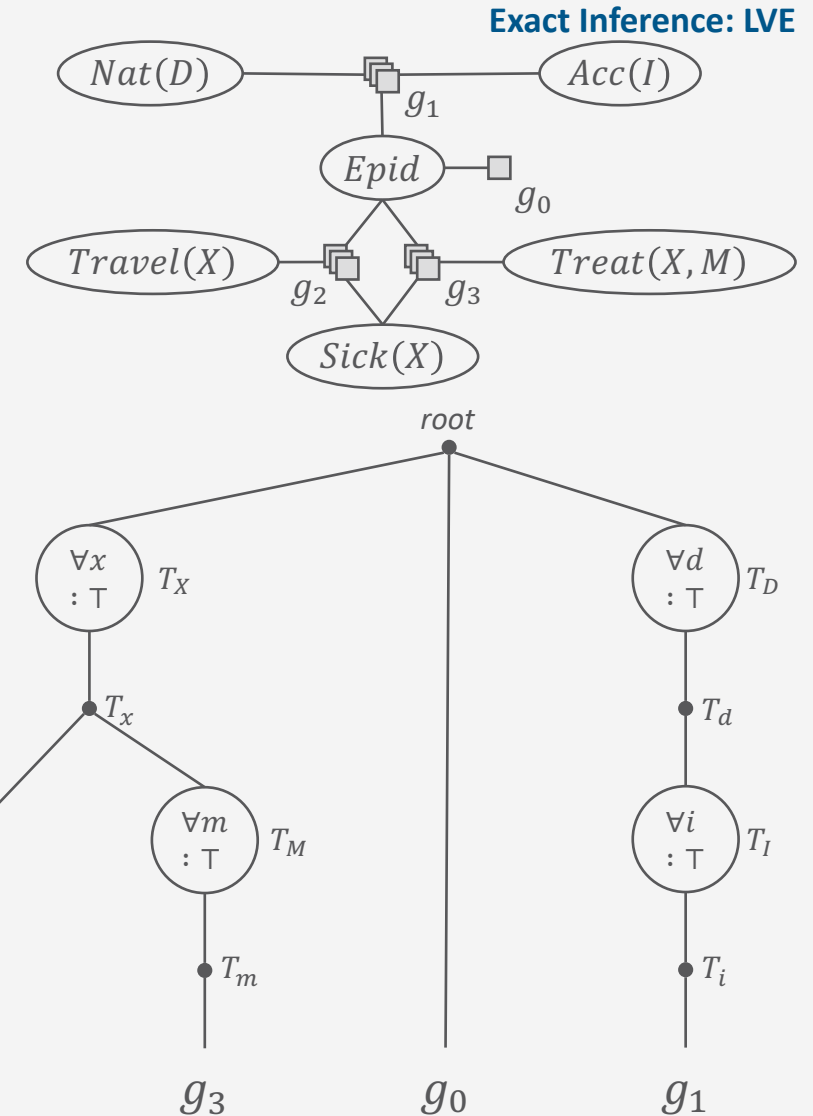 Exact Inference: LVE
Nat(D)
Acc(I)
g₁
Epid
g₀
Travel(X)
Treat(X, M)
g₂
g₃
Sick(X)
root
∀x
: ⊤
T_X
∀d
: ⊤
T_D
T_x
T_d
∀m
: ⊤
T_M
∀i
: ⊤
T_I
T_m
T_i
g₃
g₀
g₁